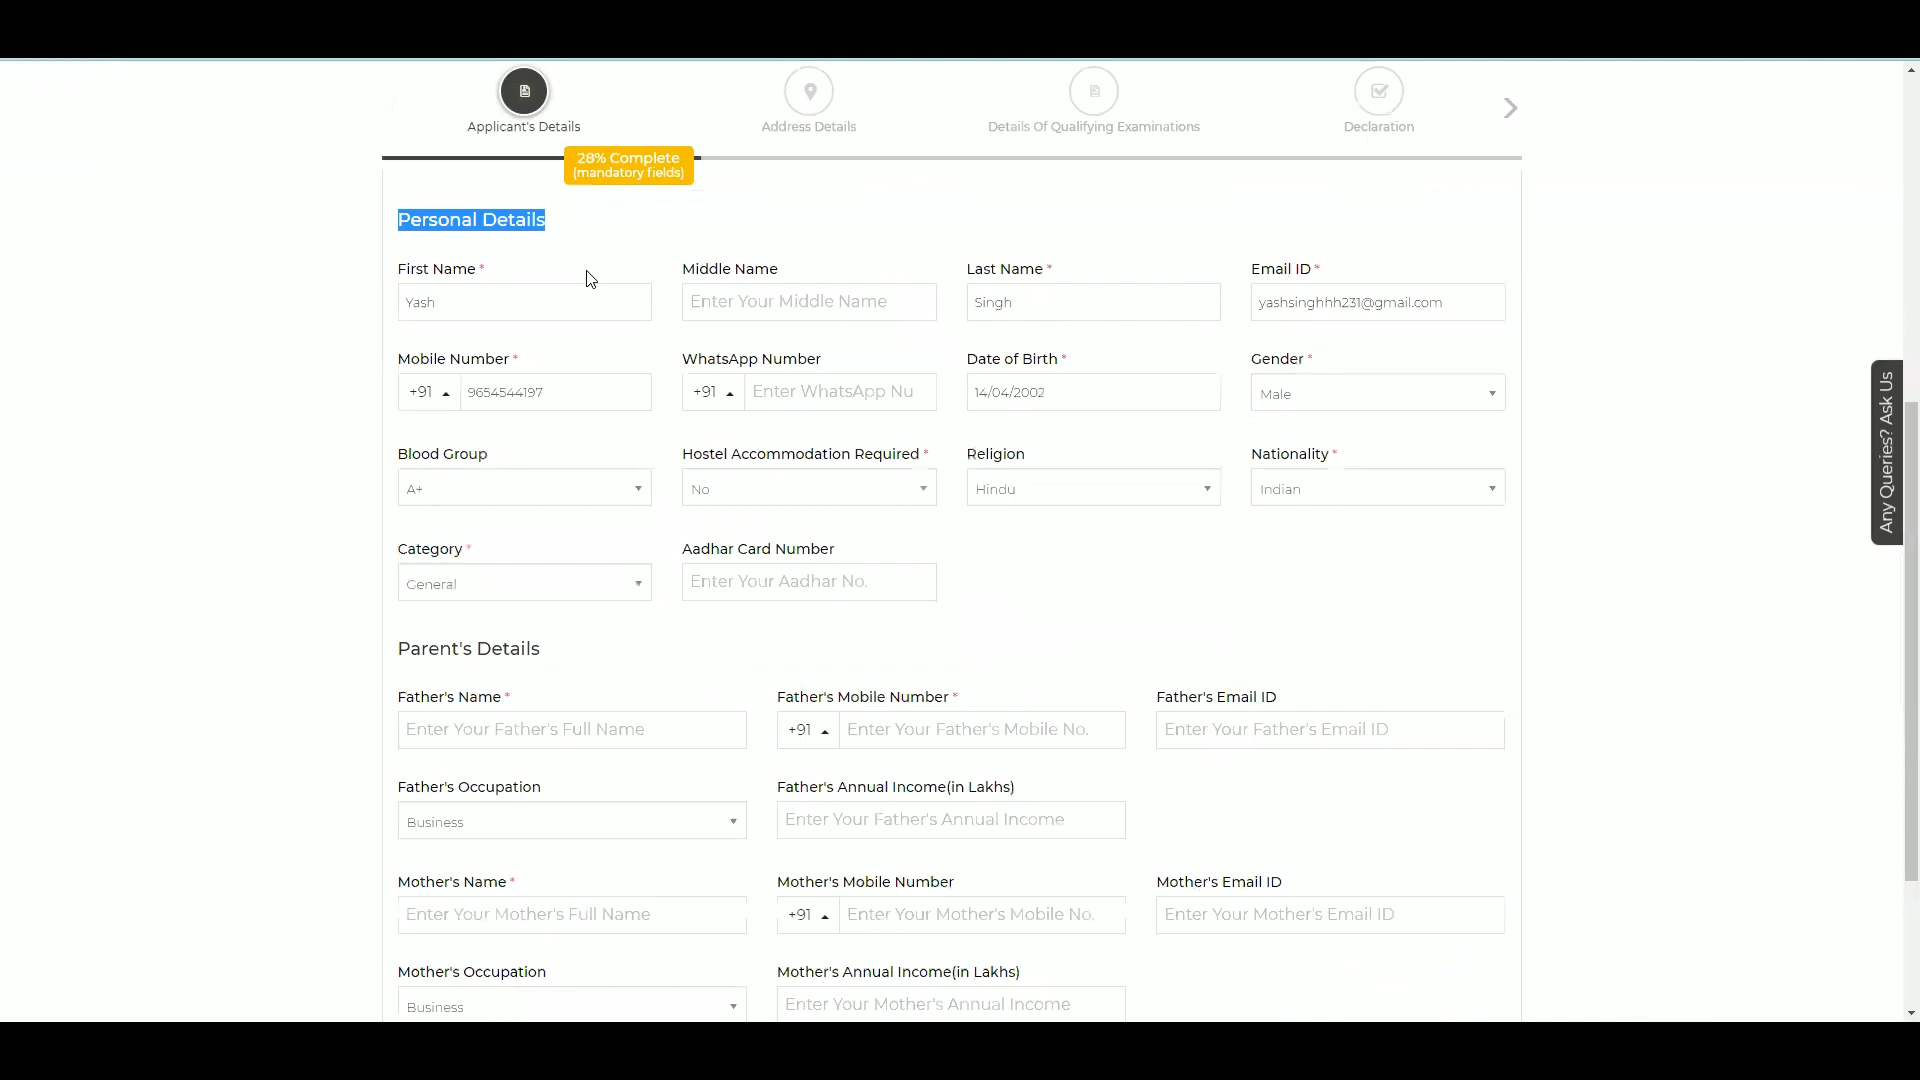 Applicant's Details
Address Details
Details Of Qualifying Examinations
Declaration
28% Complete
(mandatory fields)
Personal Details
First Name *
Middle Name
Last Name *
Email ID *
Yash
Enter Your Middle Name
Singh
yashsinghhh231@gmail.com
Mobile Number *
WhatsApp Number
Date of Birth *
Gender *
+91
9654544197
+91
Enter WhatsApp Nu
14/04/2002
Male
Blood Group
Hostel Accommodation Required *
Religion
Nationality *
A+
No
Hindu
Indian
Category *
Aadhar Card Number
General
Enter Your Aadhar No.
Parent's Details
Father's Name *
Father's Mobile Number *
Father's Email ID
Enter Your Father's Full Name
+91
Enter Your Father's Mobile No.
Enter Your Father's Email ID
Father's Occupation
Father's Annual Income(in Lakhs)
Business
Enter Your Father's Annual Income
Mother's Name *
Mother's Mobile Number
Mother's Email ID
Enter Your Mother's Full Name
+91
Enter Your Mother's Mobile No.
Enter Your Mother's Email ID
Mother's Occupation
Mother's Annual Income(in Lakhs)
Business
Enter Your Mother's Annual Income
Any Queries? Ask Us